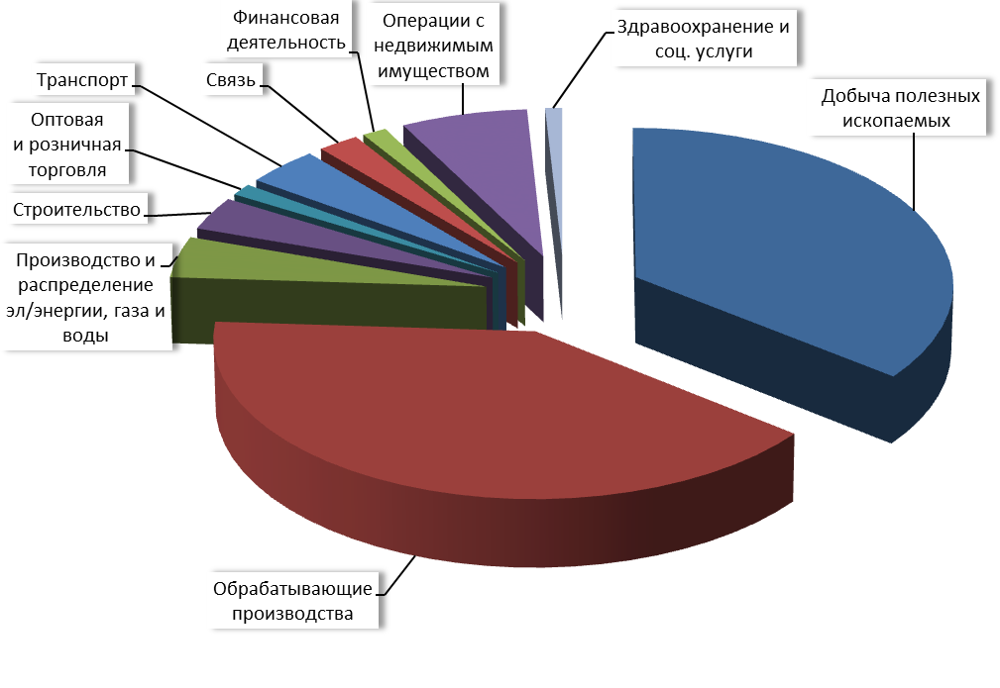 Финансовая
деятельность
Операции с
недвижимым
имуществом
Здравоохранение и
соц. услуги
Транспорт
Связь
Добыча полезных
ископаемых
Оптовая
и розничная
торговля
Строительство
Производство и
распределение
эл/энергии, газа и
воды
Обрабатывающие
производства